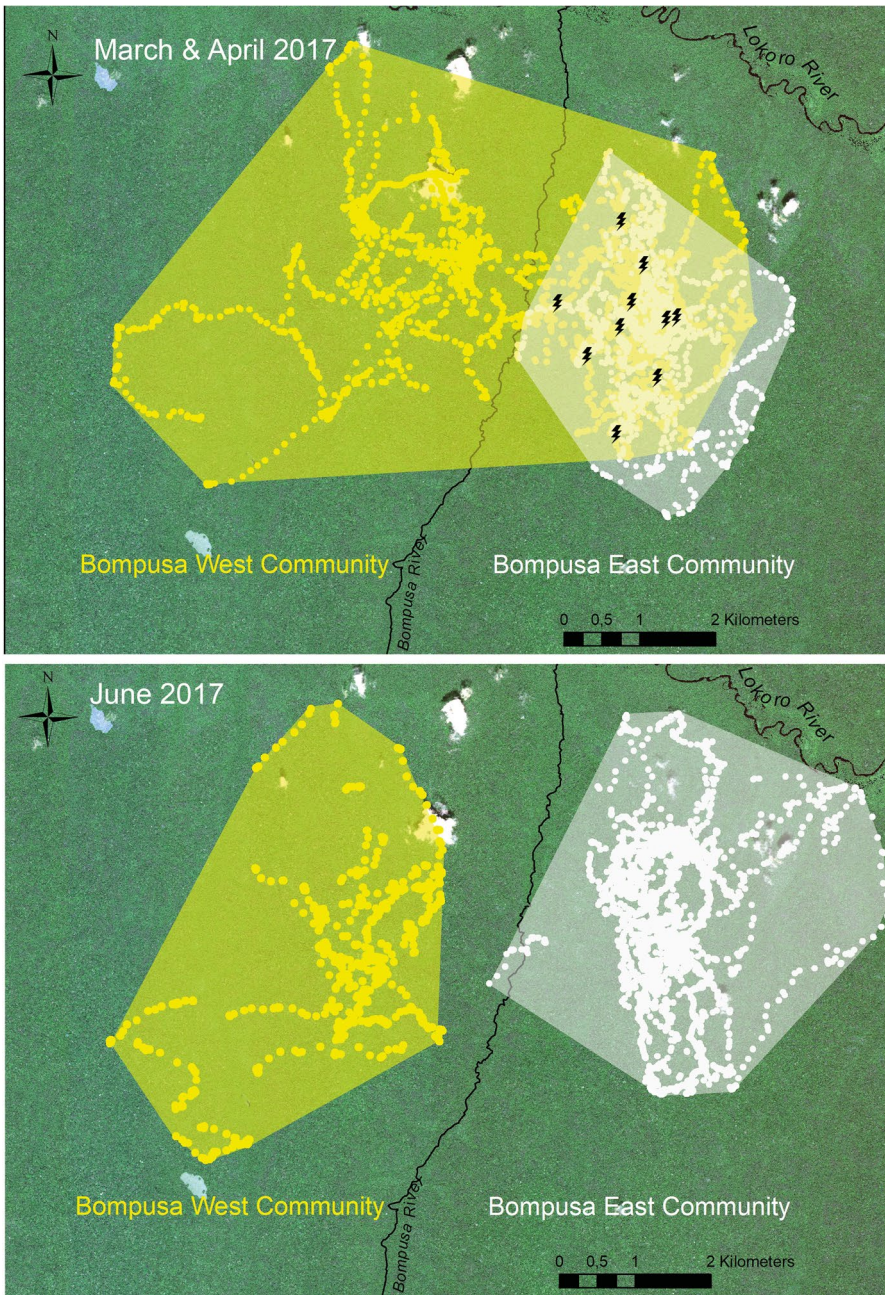 N
March & April 2017
Lokoro River
Bompusa West Community
Bompusa River
Bompusa East Community
0 0,5 1 2 Kilometers
N
June 2017
Lokoro River
Bompusa West Community
Bompusa River
Bompusa East Community
0 0,5 1 2 Kilometers